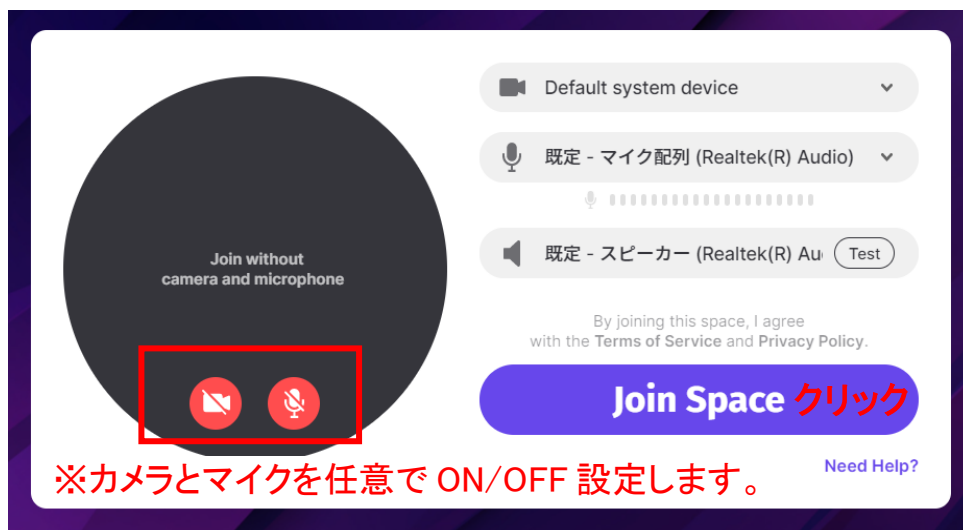 Default system device
既定 - マイク配列 (Realtek(R) Audio)
既定 - スピーカー (Realtek(R) Au
Test
Join without
camera and microphone
By joining this space, I agree
with the Terms of Service and Privacy Policy.
Join Space クリック
Need Help?
※カメラとマイクを任意で ON/OFF 設定します。